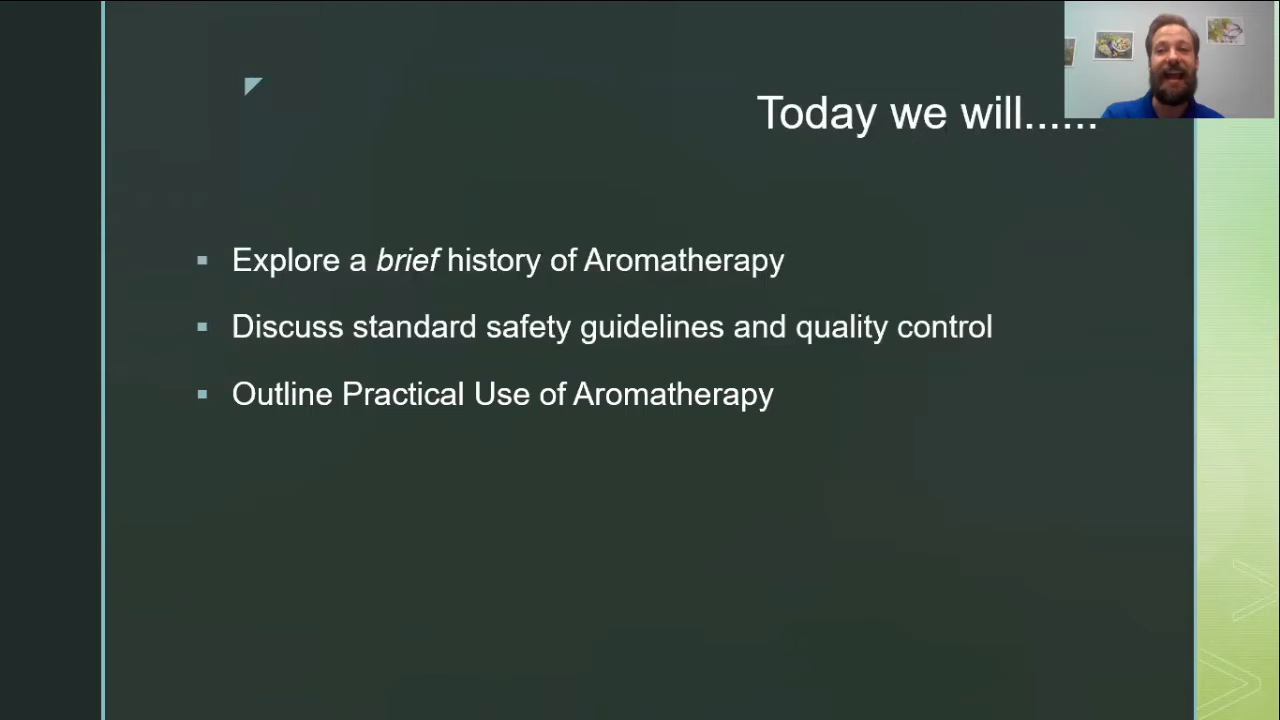 Today we will......
Explore a brief history of Aromatherapy
Discuss standard safety guidelines and quality control
Outline Practical Use of Aromatherapy